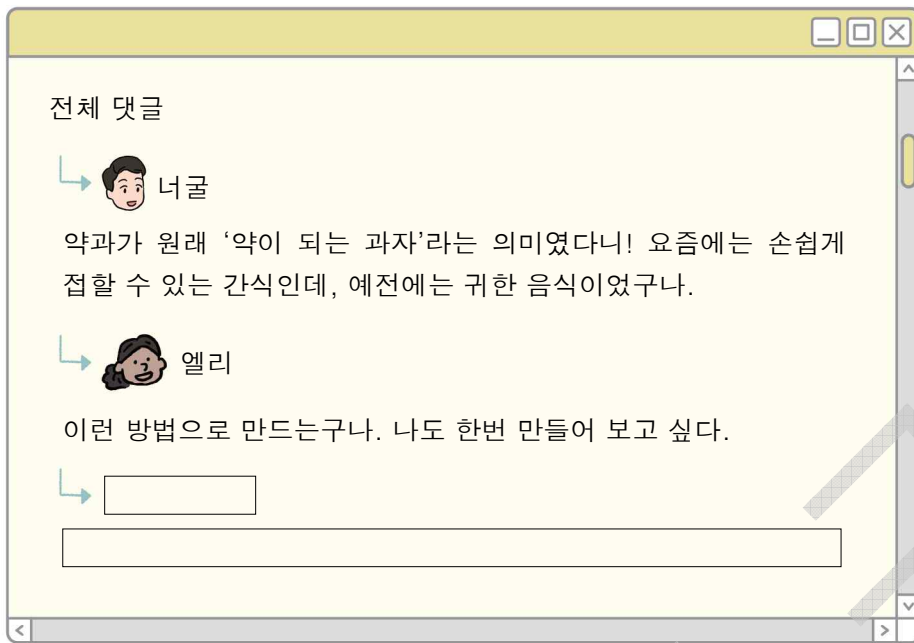 전체 댓글
너굴
약과가 원래 ‘약이 되는 과자’라는 의미였다니! 요즘에는 손쉽게
접할 수 있는 간식인데, 예전에는 귀한 음식이었구나.
엘리
이런 방법으로 만드는구나. 나도 한번 만들어 보고 싶다.